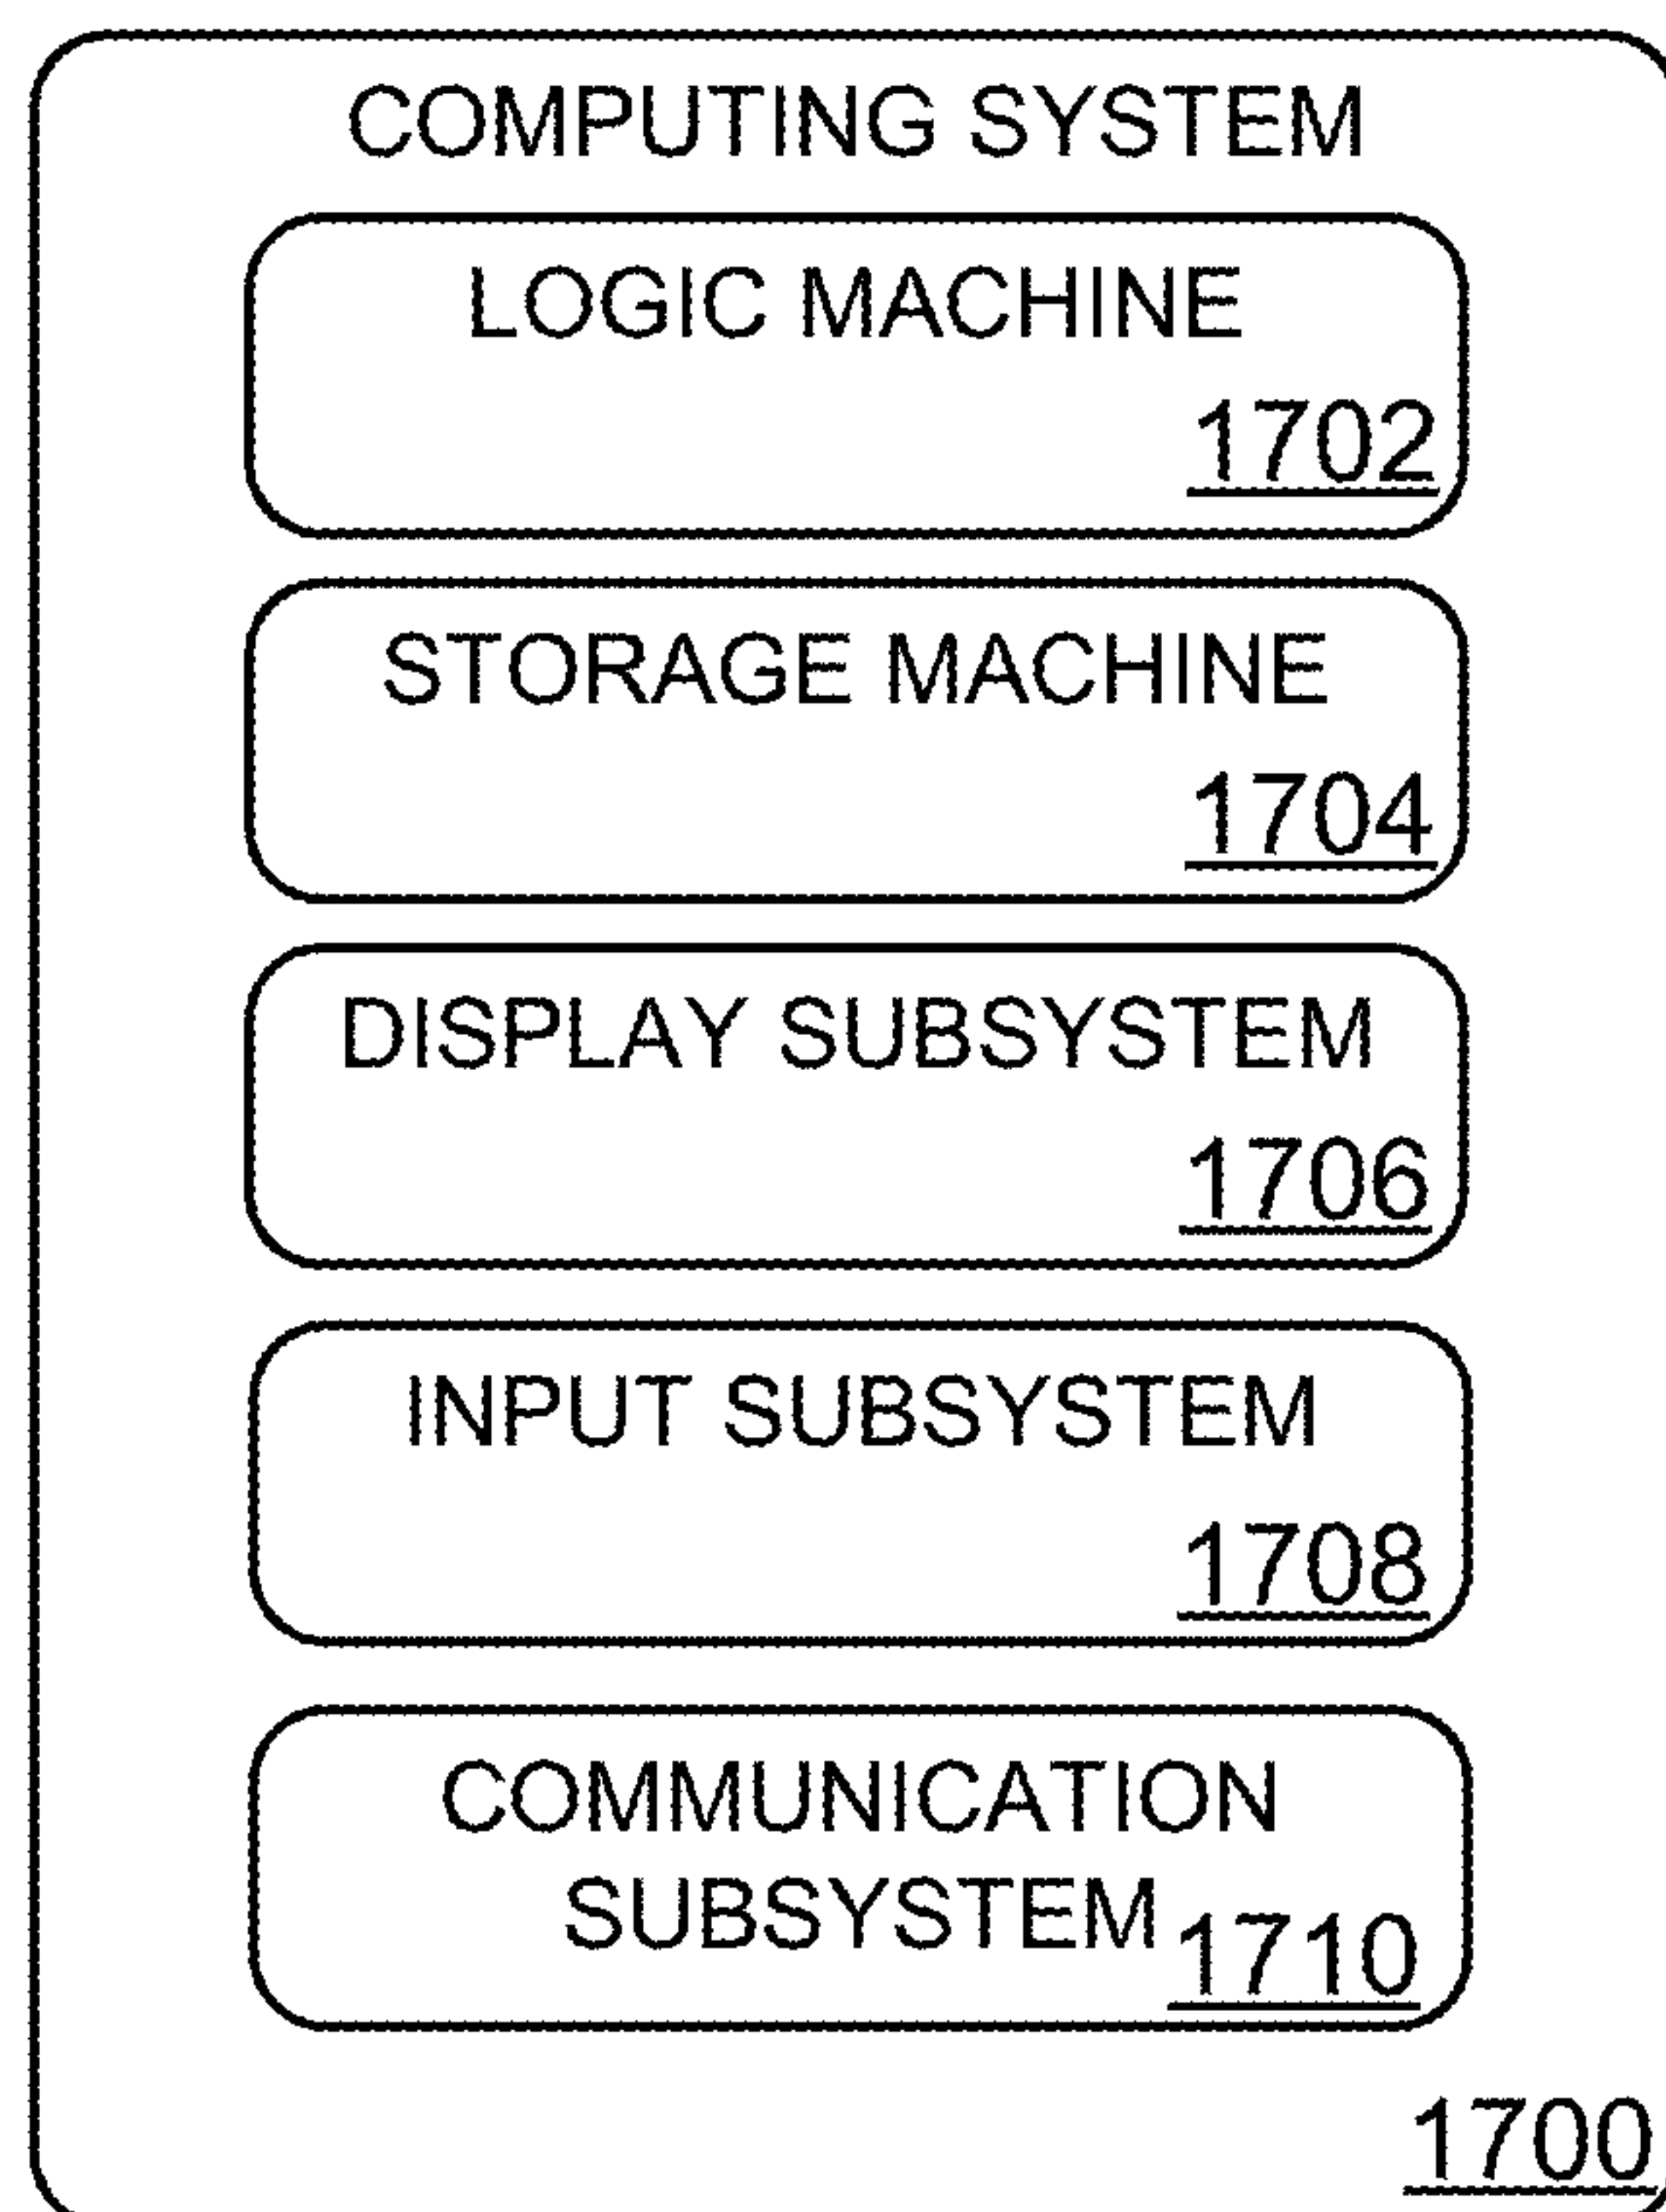 COMPUTING SYSTEM
LOGIC MACHINE
1702
STORAGE MACHINE
1704
DISPLAY SUBSYSTEM
1706
INPUT SUBSYSTEM
1708
COMMUNICATION
SUBSYSTEM 1710
1700